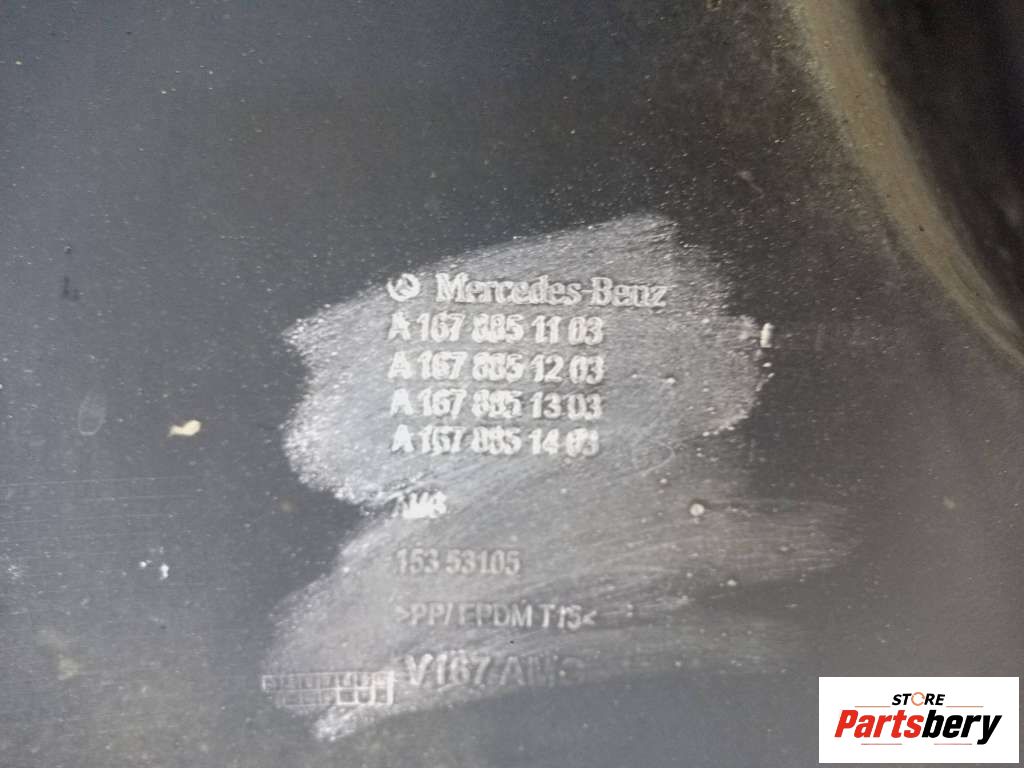 Mercedes-Benz
A 167 885 11 03
A 167 885 12 03
A 167 885 13 03
A 167 885 14 03
AMG
153 53105
>PP/EPDM T15<
V167 AMG
STORE
Partsbery